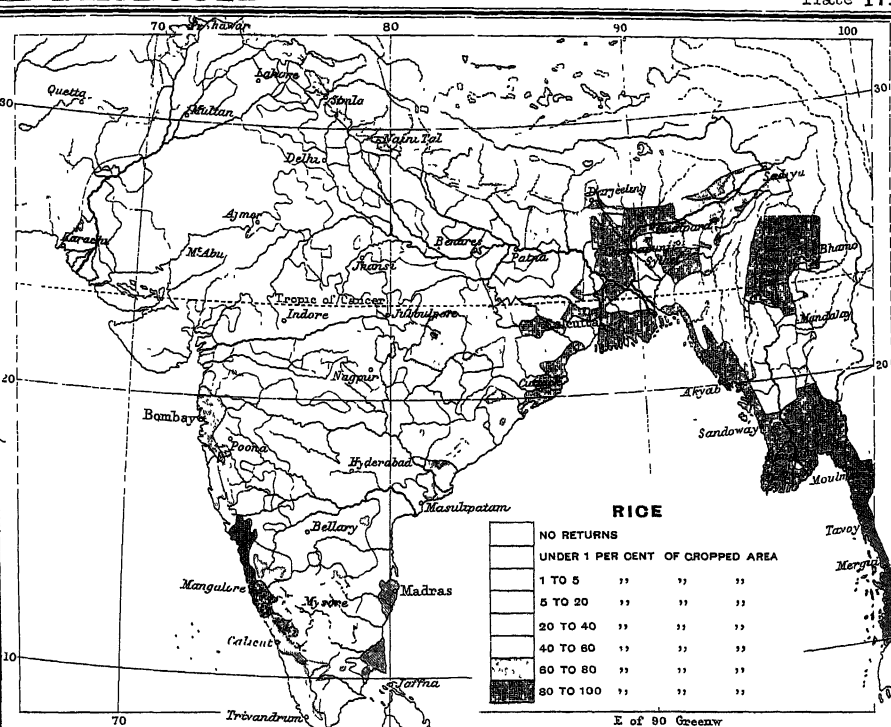 70
80
90
100
Lahore
Quetta
Simla
30
30
Multan
Naini Tal
Delhi
Sadiya
Darjeeling
Ajmer
Karachi
Benares
Bhamo
Mt Abu
Jhansi
Patna
Tropic of Cancer
Indore
Jubbulpore
Mandalay
20
20
Nagpur
Akyab
Bombay
Sandoway
Poona
Hyderabad
Moulm
Masulipatam
RICE
Bellary
Tavoy
NO RETURNS
UNDER 1 PER CENT OF CROPPED AREA
Mergui
1 TO 5 " " "
Mangalore
Mysore
Madras
5 TO 20 " " "
20 TO 40 " " "
Calicut
40 TO 60 " " "
10
60 TO 80 " " "
Jaffna
80 TO 100 " " "
70
Trivandrum
E of 90 Greenw